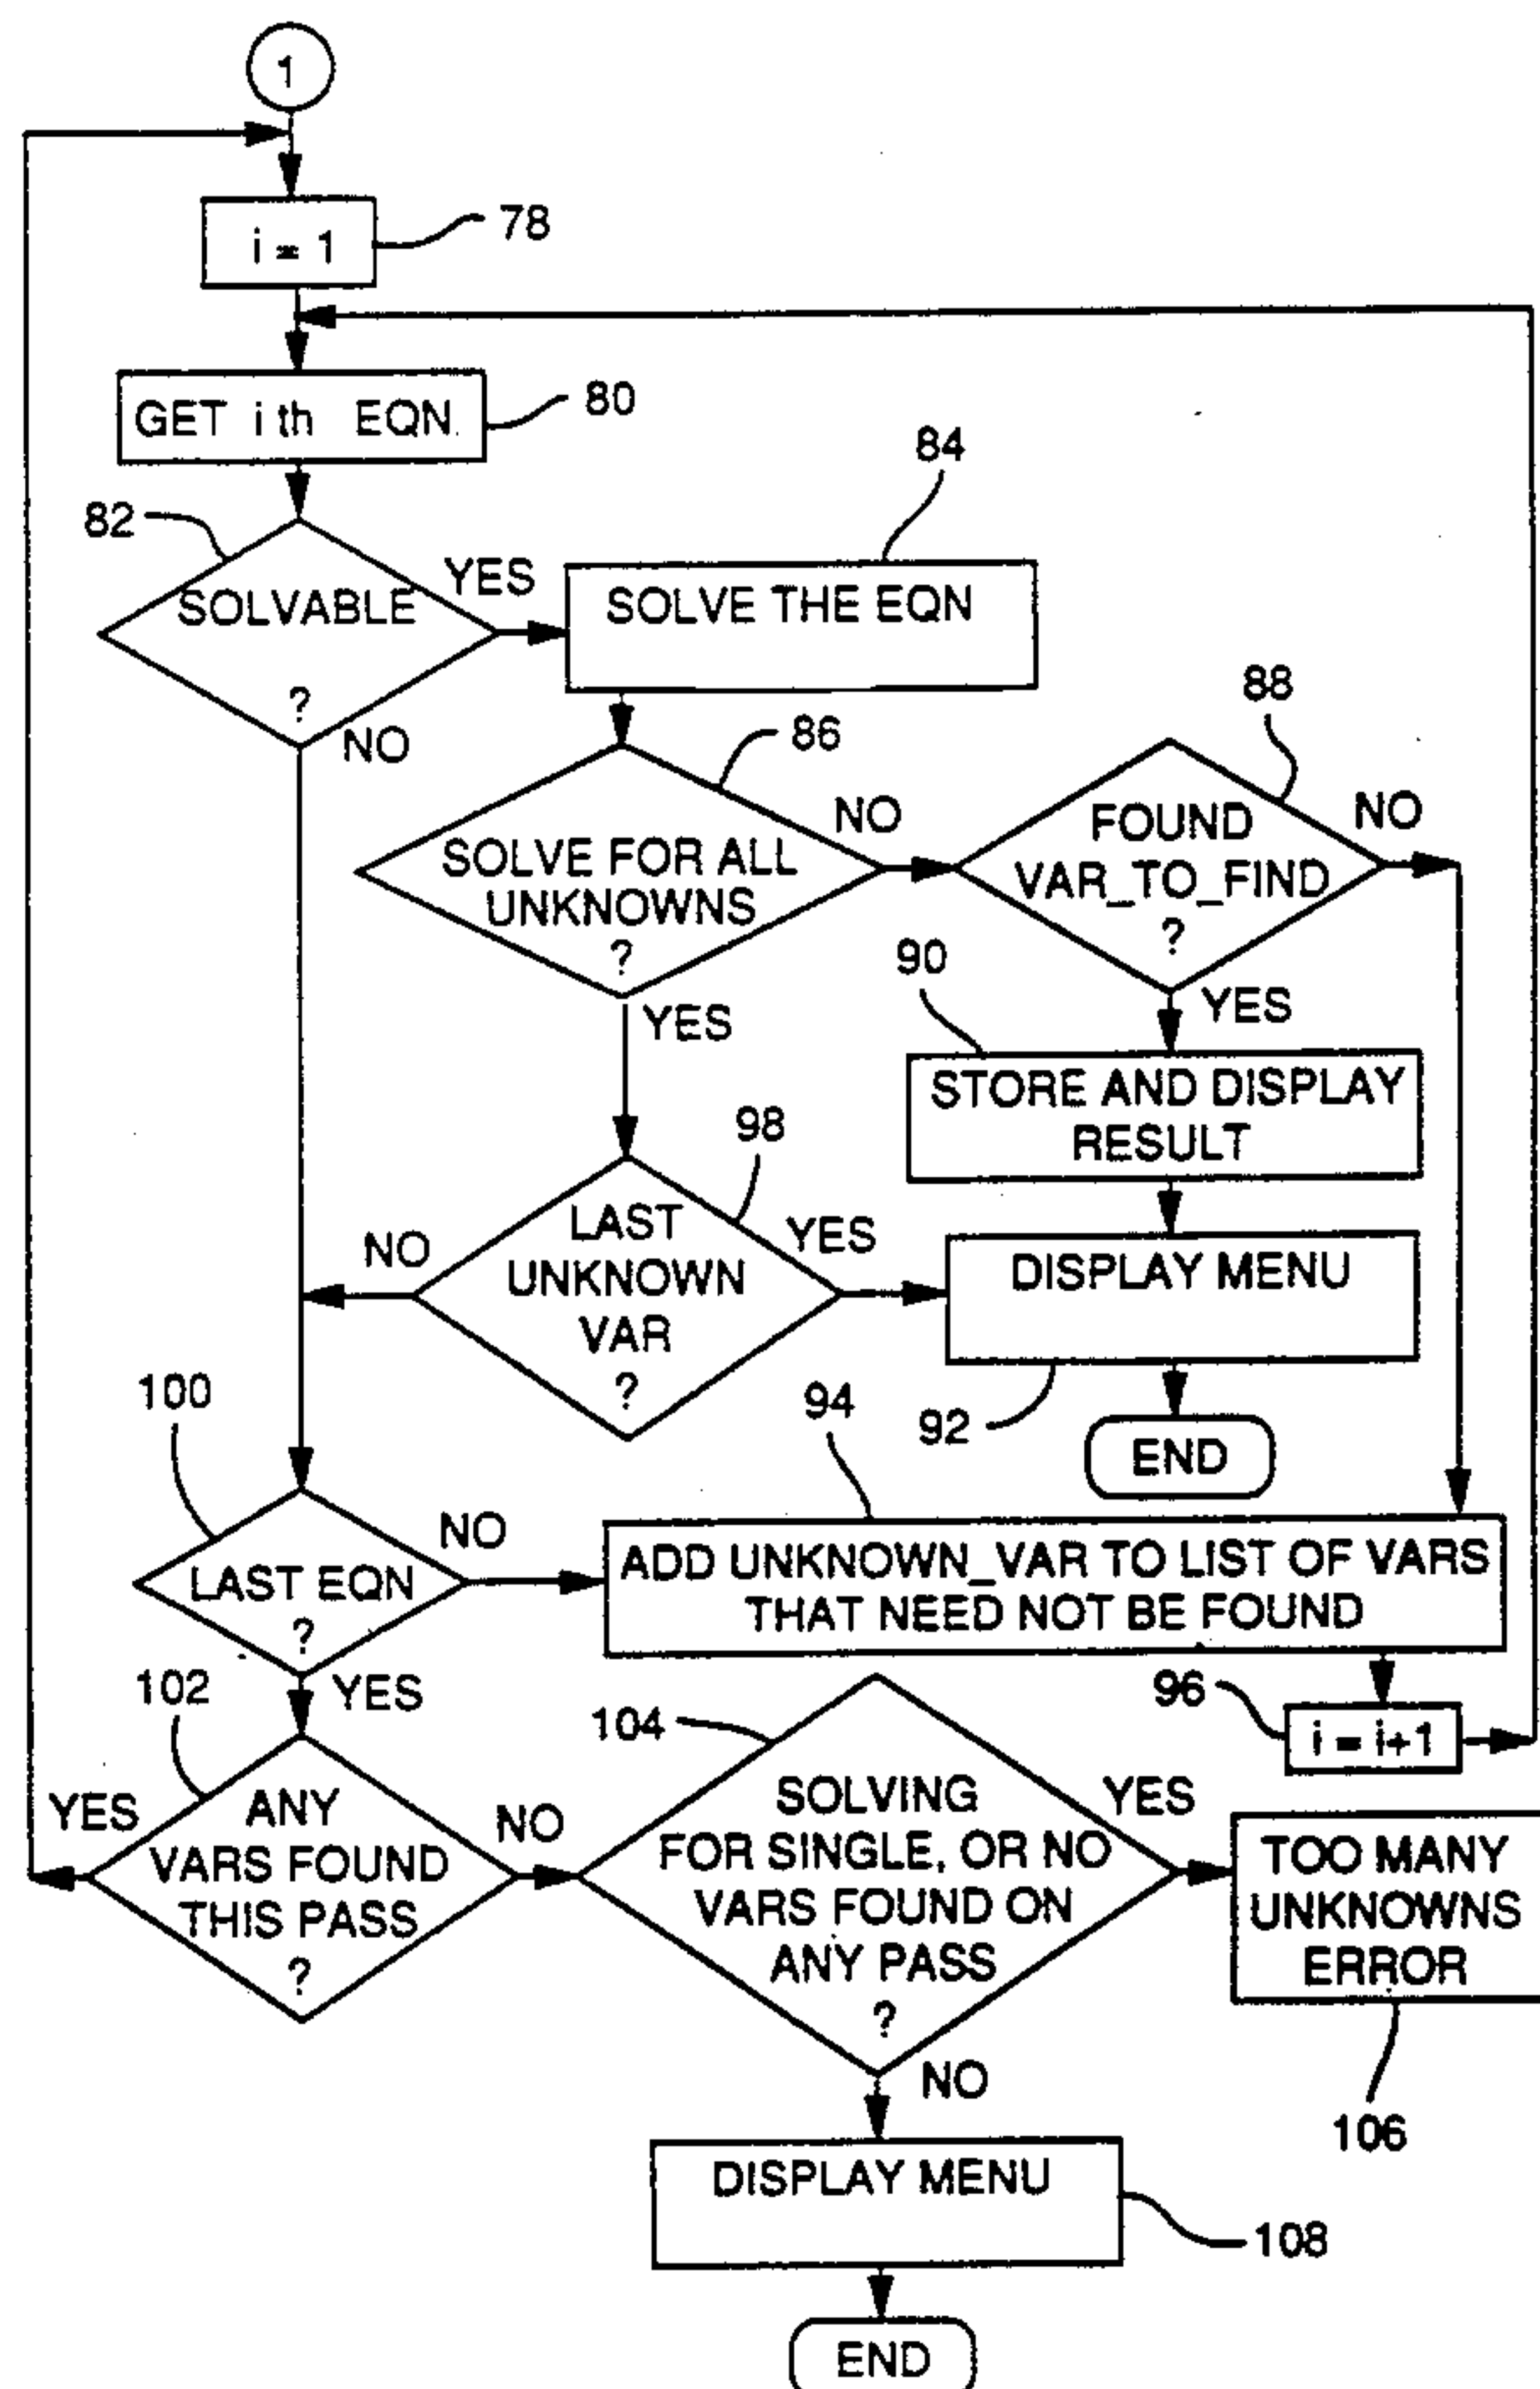 1
i = 1
78
GET i th EQN.
80
82
SOLVABLE
?
YES
NO
84
SOLVE THE EQN
86
SOLVE FOR ALL
UNKNOWNS
?
NO
YES
88
FOUND
VAR_TO_FIND
?
NO
YES
90
STORE AND DISPLAY
RESULT
98
LAST
UNKNOWN
VAR
?
NO
YES
DISPLAY MENU
92
END
100
LAST EQN
?
NO
YES
94
ADD UNKNOWN_VAR TO LIST OF VARS
THAT NEED NOT BE FOUND
96
i = i+1
102
YES
ANY
VARS FOUND
THIS PASS
?
NO
104
SOLVING
FOR SINGLE, OR NO
VARS FOUND ON
ANY PASS
?
YES
NO
TOO MANY
UNKNOWNS
ERROR
106
DISPLAY MENU
108
END